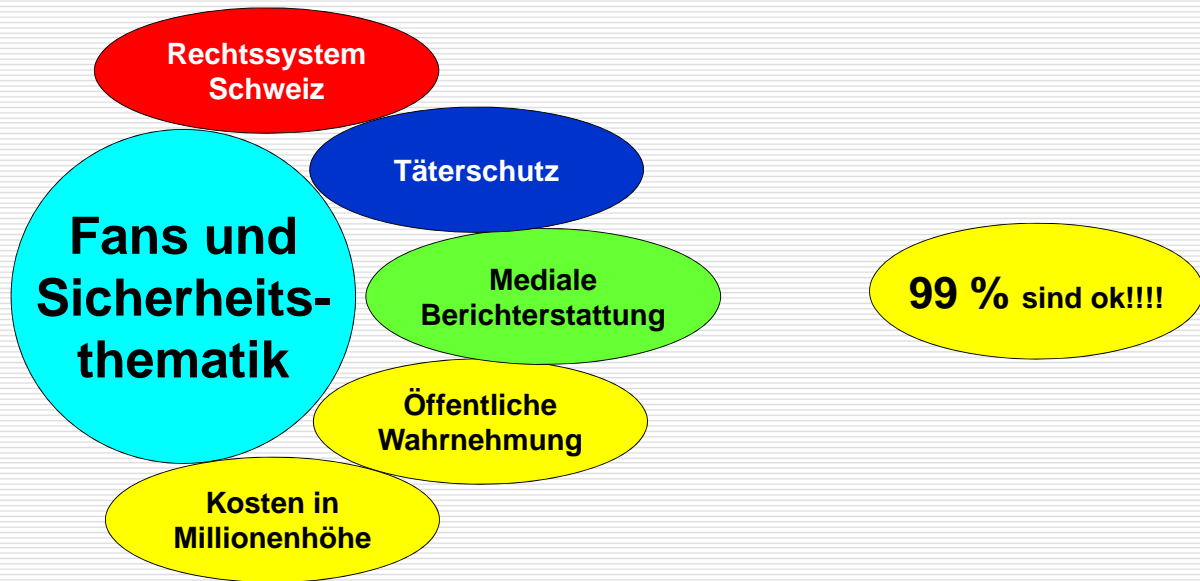 Rechtssystem
Schweiz
Täterschutz
Fans und
Sicherheits-
thematik
Mediale
Berichterstattung
99 % sind ok!!!!
Öffentliche
Wahrnehmung
Kosten in
Millionenhöhe